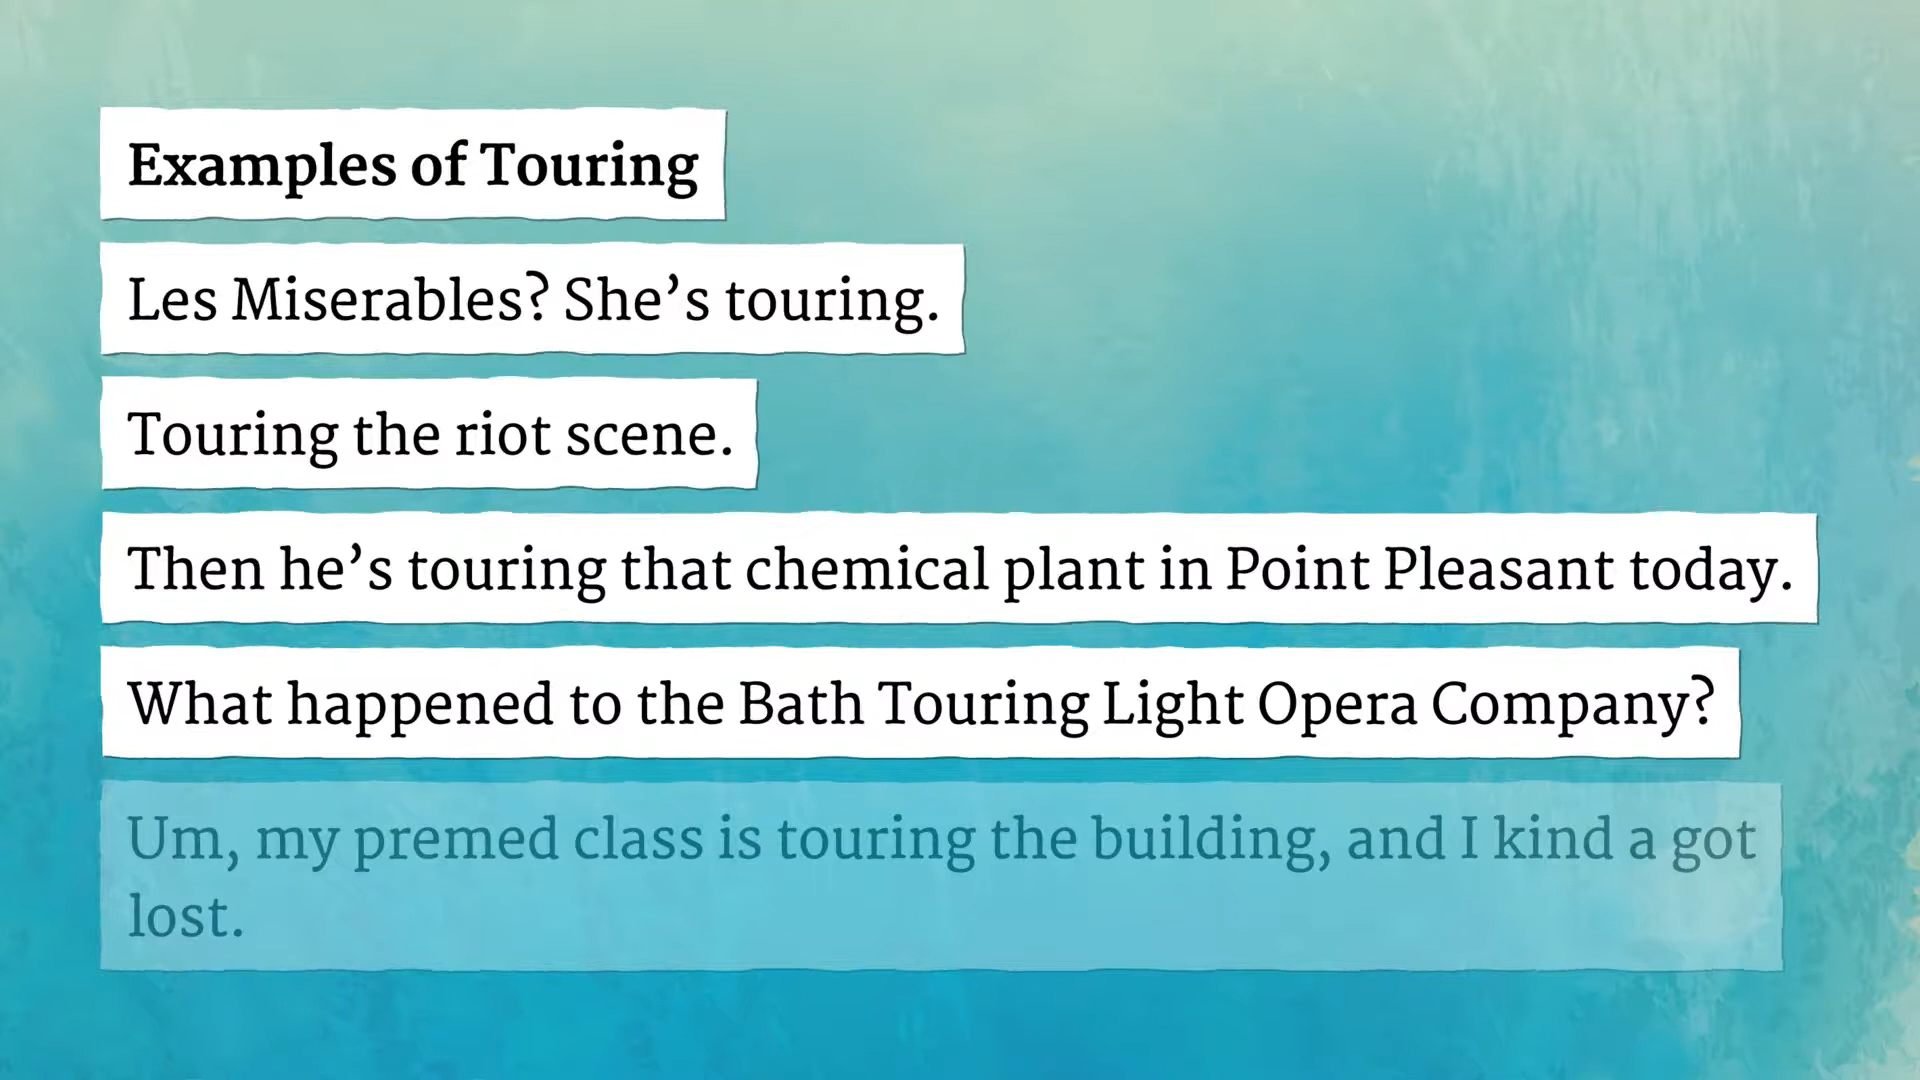 Examples of Touring
Les Miserables? She’s touring.
Touring the riot scene.
Then he’s touring that chemical plant in Point Pleasant today.
What happened to the Bath Touring Light Opera Company?
Um, my premed class is touring the building, and I kind a got
lost.